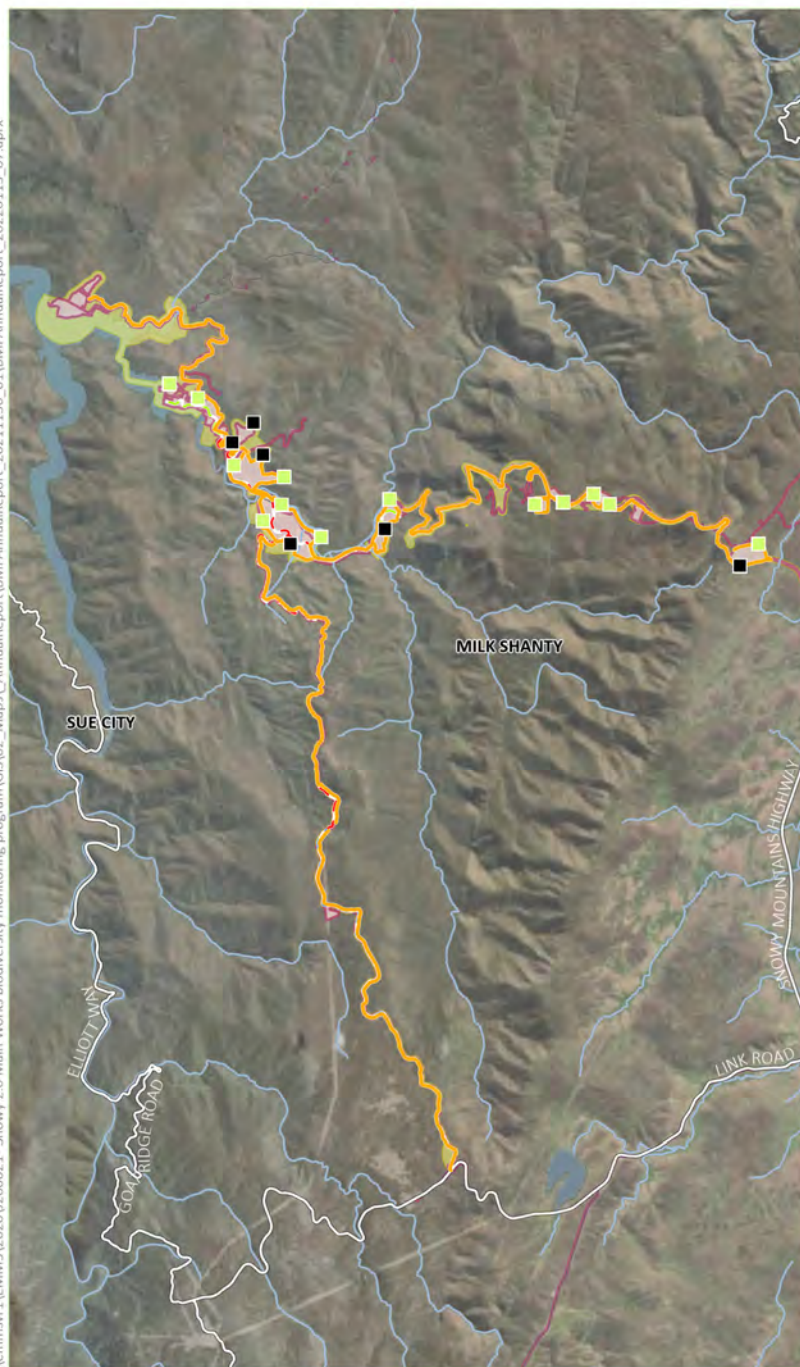 MILK SHANTY
SUE CITY
SNOWY MOUNTAINS HIGHWAY
ELLIOTT WAY
LINK ROAD
GOAT RIDGE ROAD